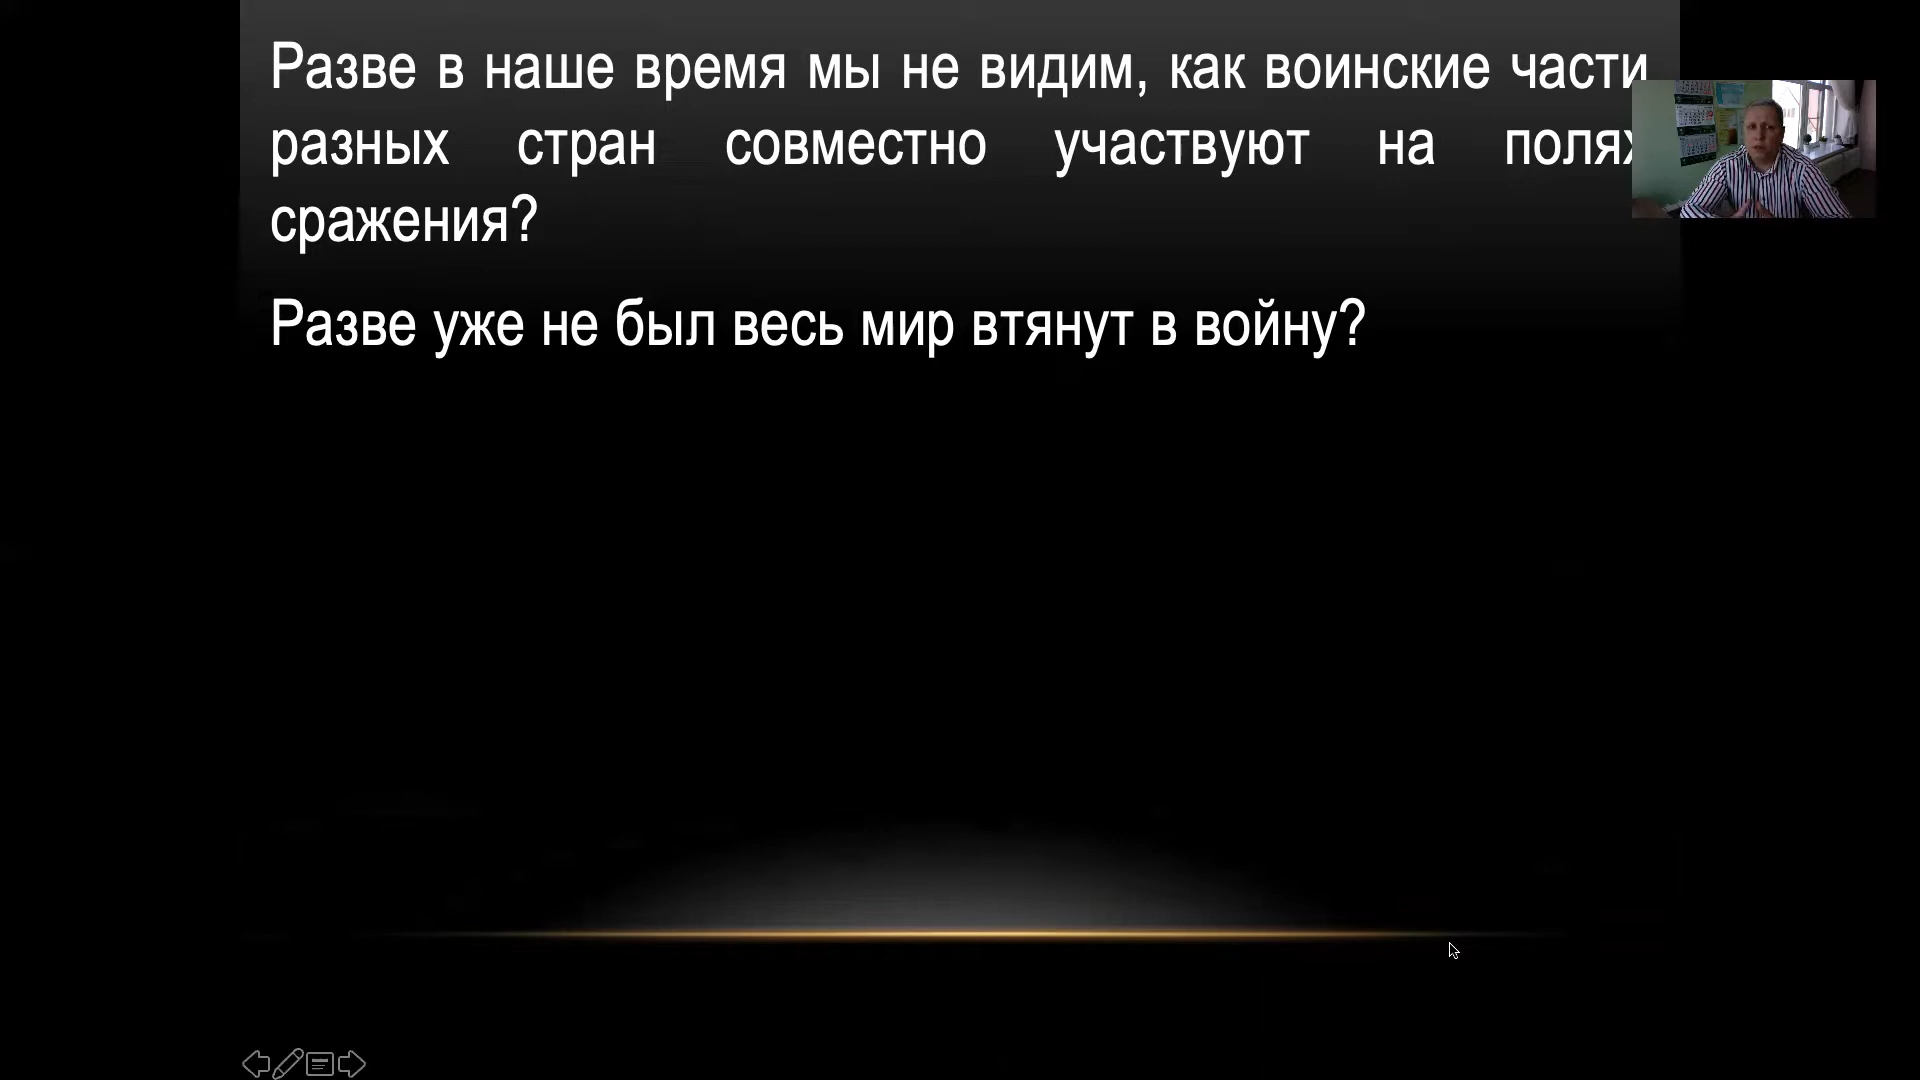 Разве в наше время мы не видим, как воинские части
разных стран совместно участвуют на полях
сражения?
Разве уже не был весь мир втянут в войну?